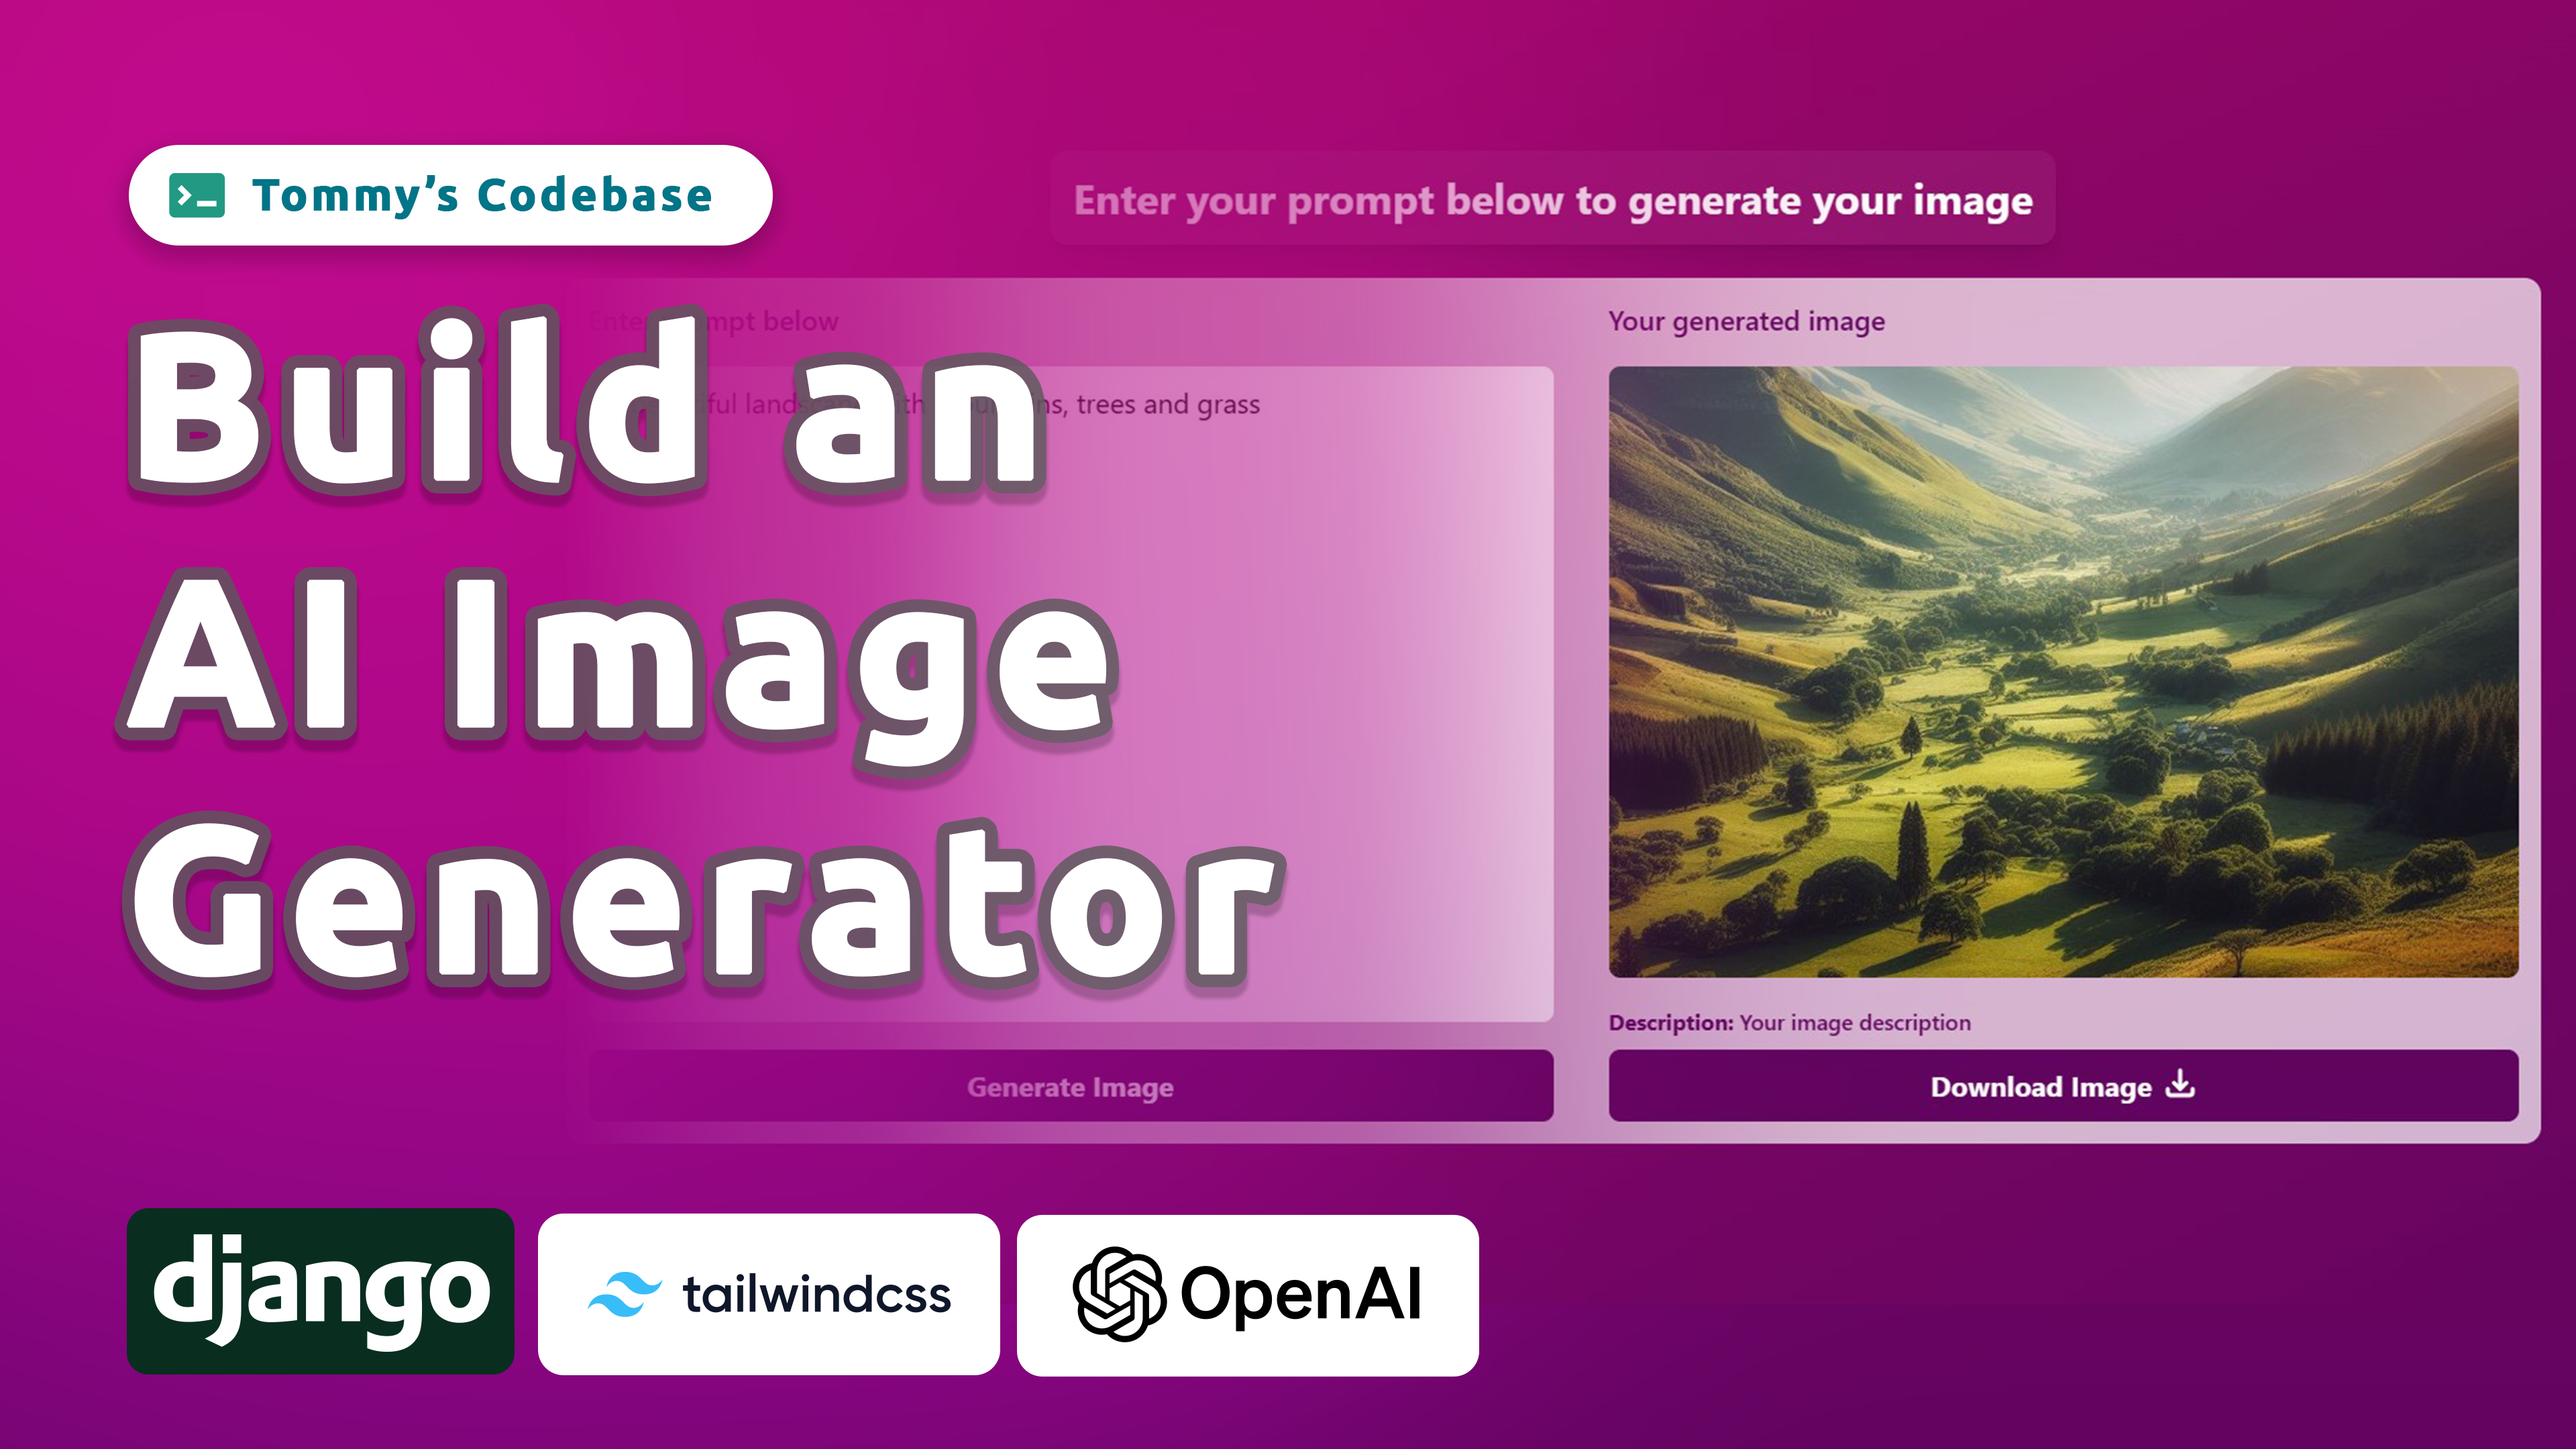 Tommy's Codebase
Enter your prompt below to generate your image
Build an
AI Image
Generator
below
trees and grass
Generate Image
Your generated image
Description: Your image description
Download Image
django
tailwindcss
OpenAI